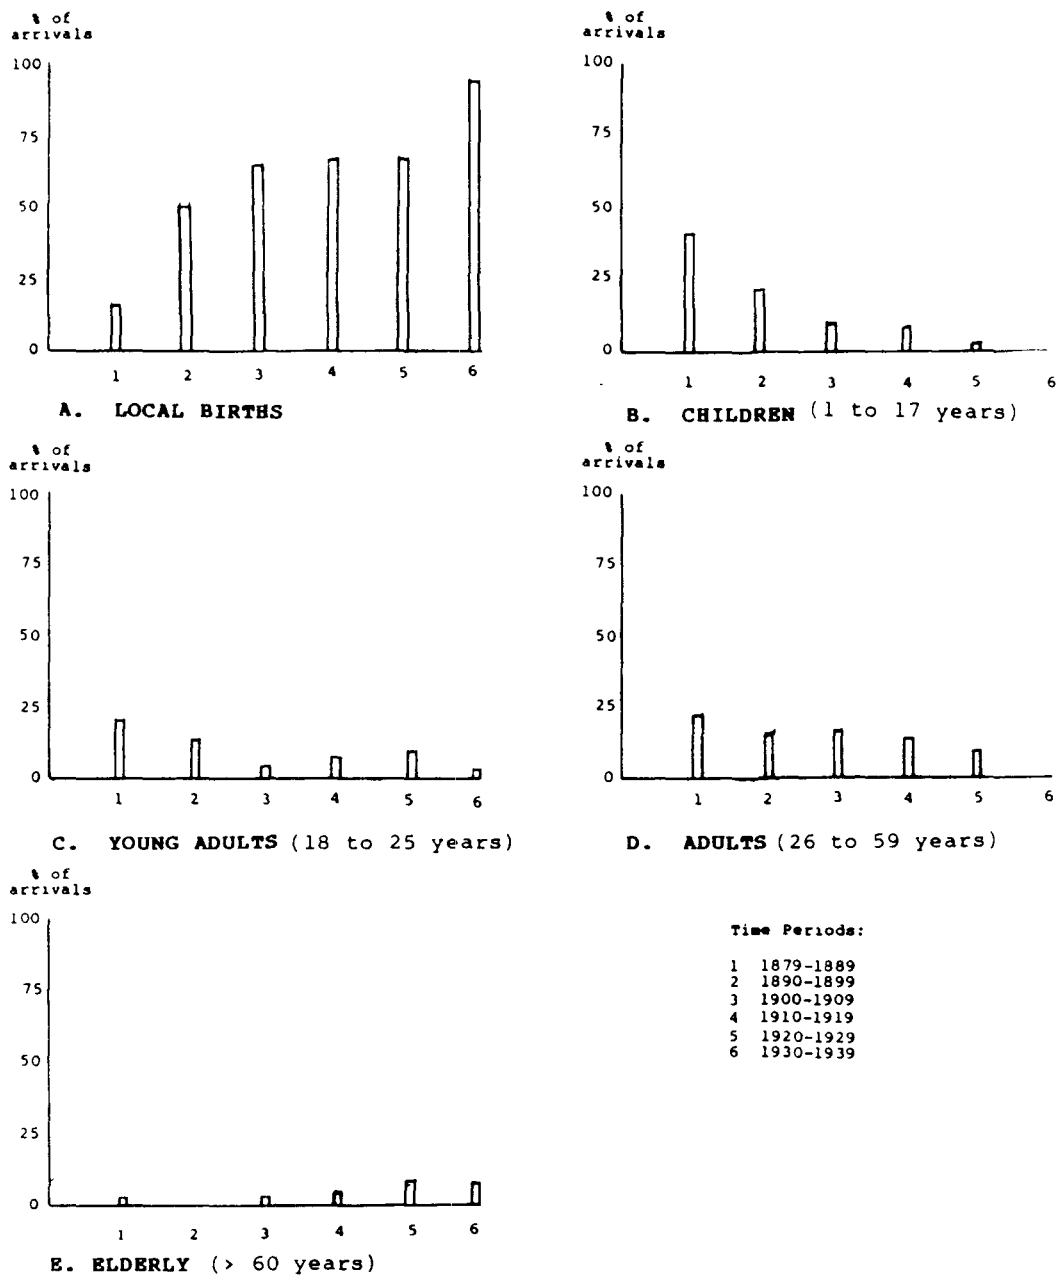 % of
arrivals
100
75
50
25
0
1 2 3 4 5 6
A. LOCAL BIRTHS
% of
arrivals
100
75
50
25
0
1 2 3 4 5 6
B. CHILDREN (1 to 17 years)
% of
arrivals
100
75
50
25
0
1 2 3 4 5 6
C. YOUNG ADULTS (18 to 25 years)
% of
arrivals
100
75
50
25
0
1 2 3 4 5 6
D. ADULTS (26 to 59 years)
% of
arrivals
100
75
50
25
0
1 2 3 4 5 6
E. ELDERLY (> 60 years)
Time Periods:
1 1879-1889
2 1890-1899
3 1900-1909
4 1910-1919
5 1920-1929
6 1930-1939